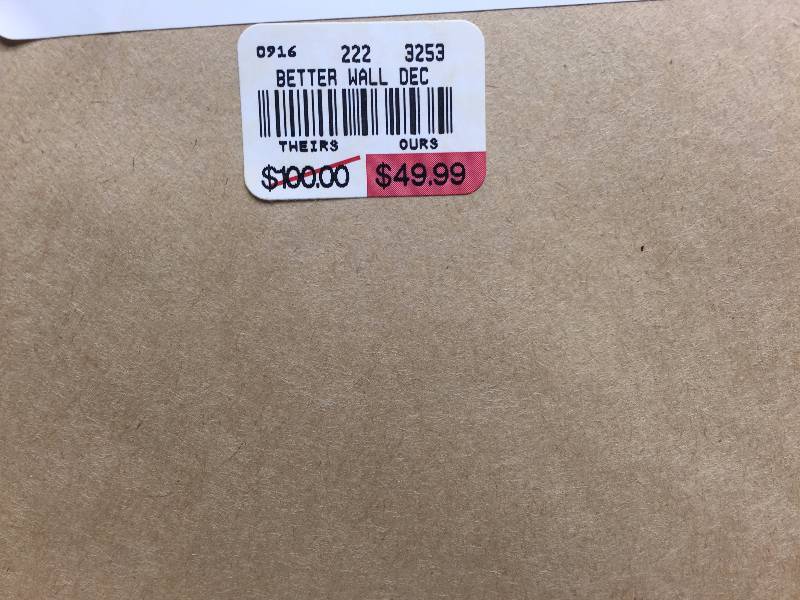 0916 222 3253
BETTER WALL DEC
THEIRS OURS
$100.00 $49.99